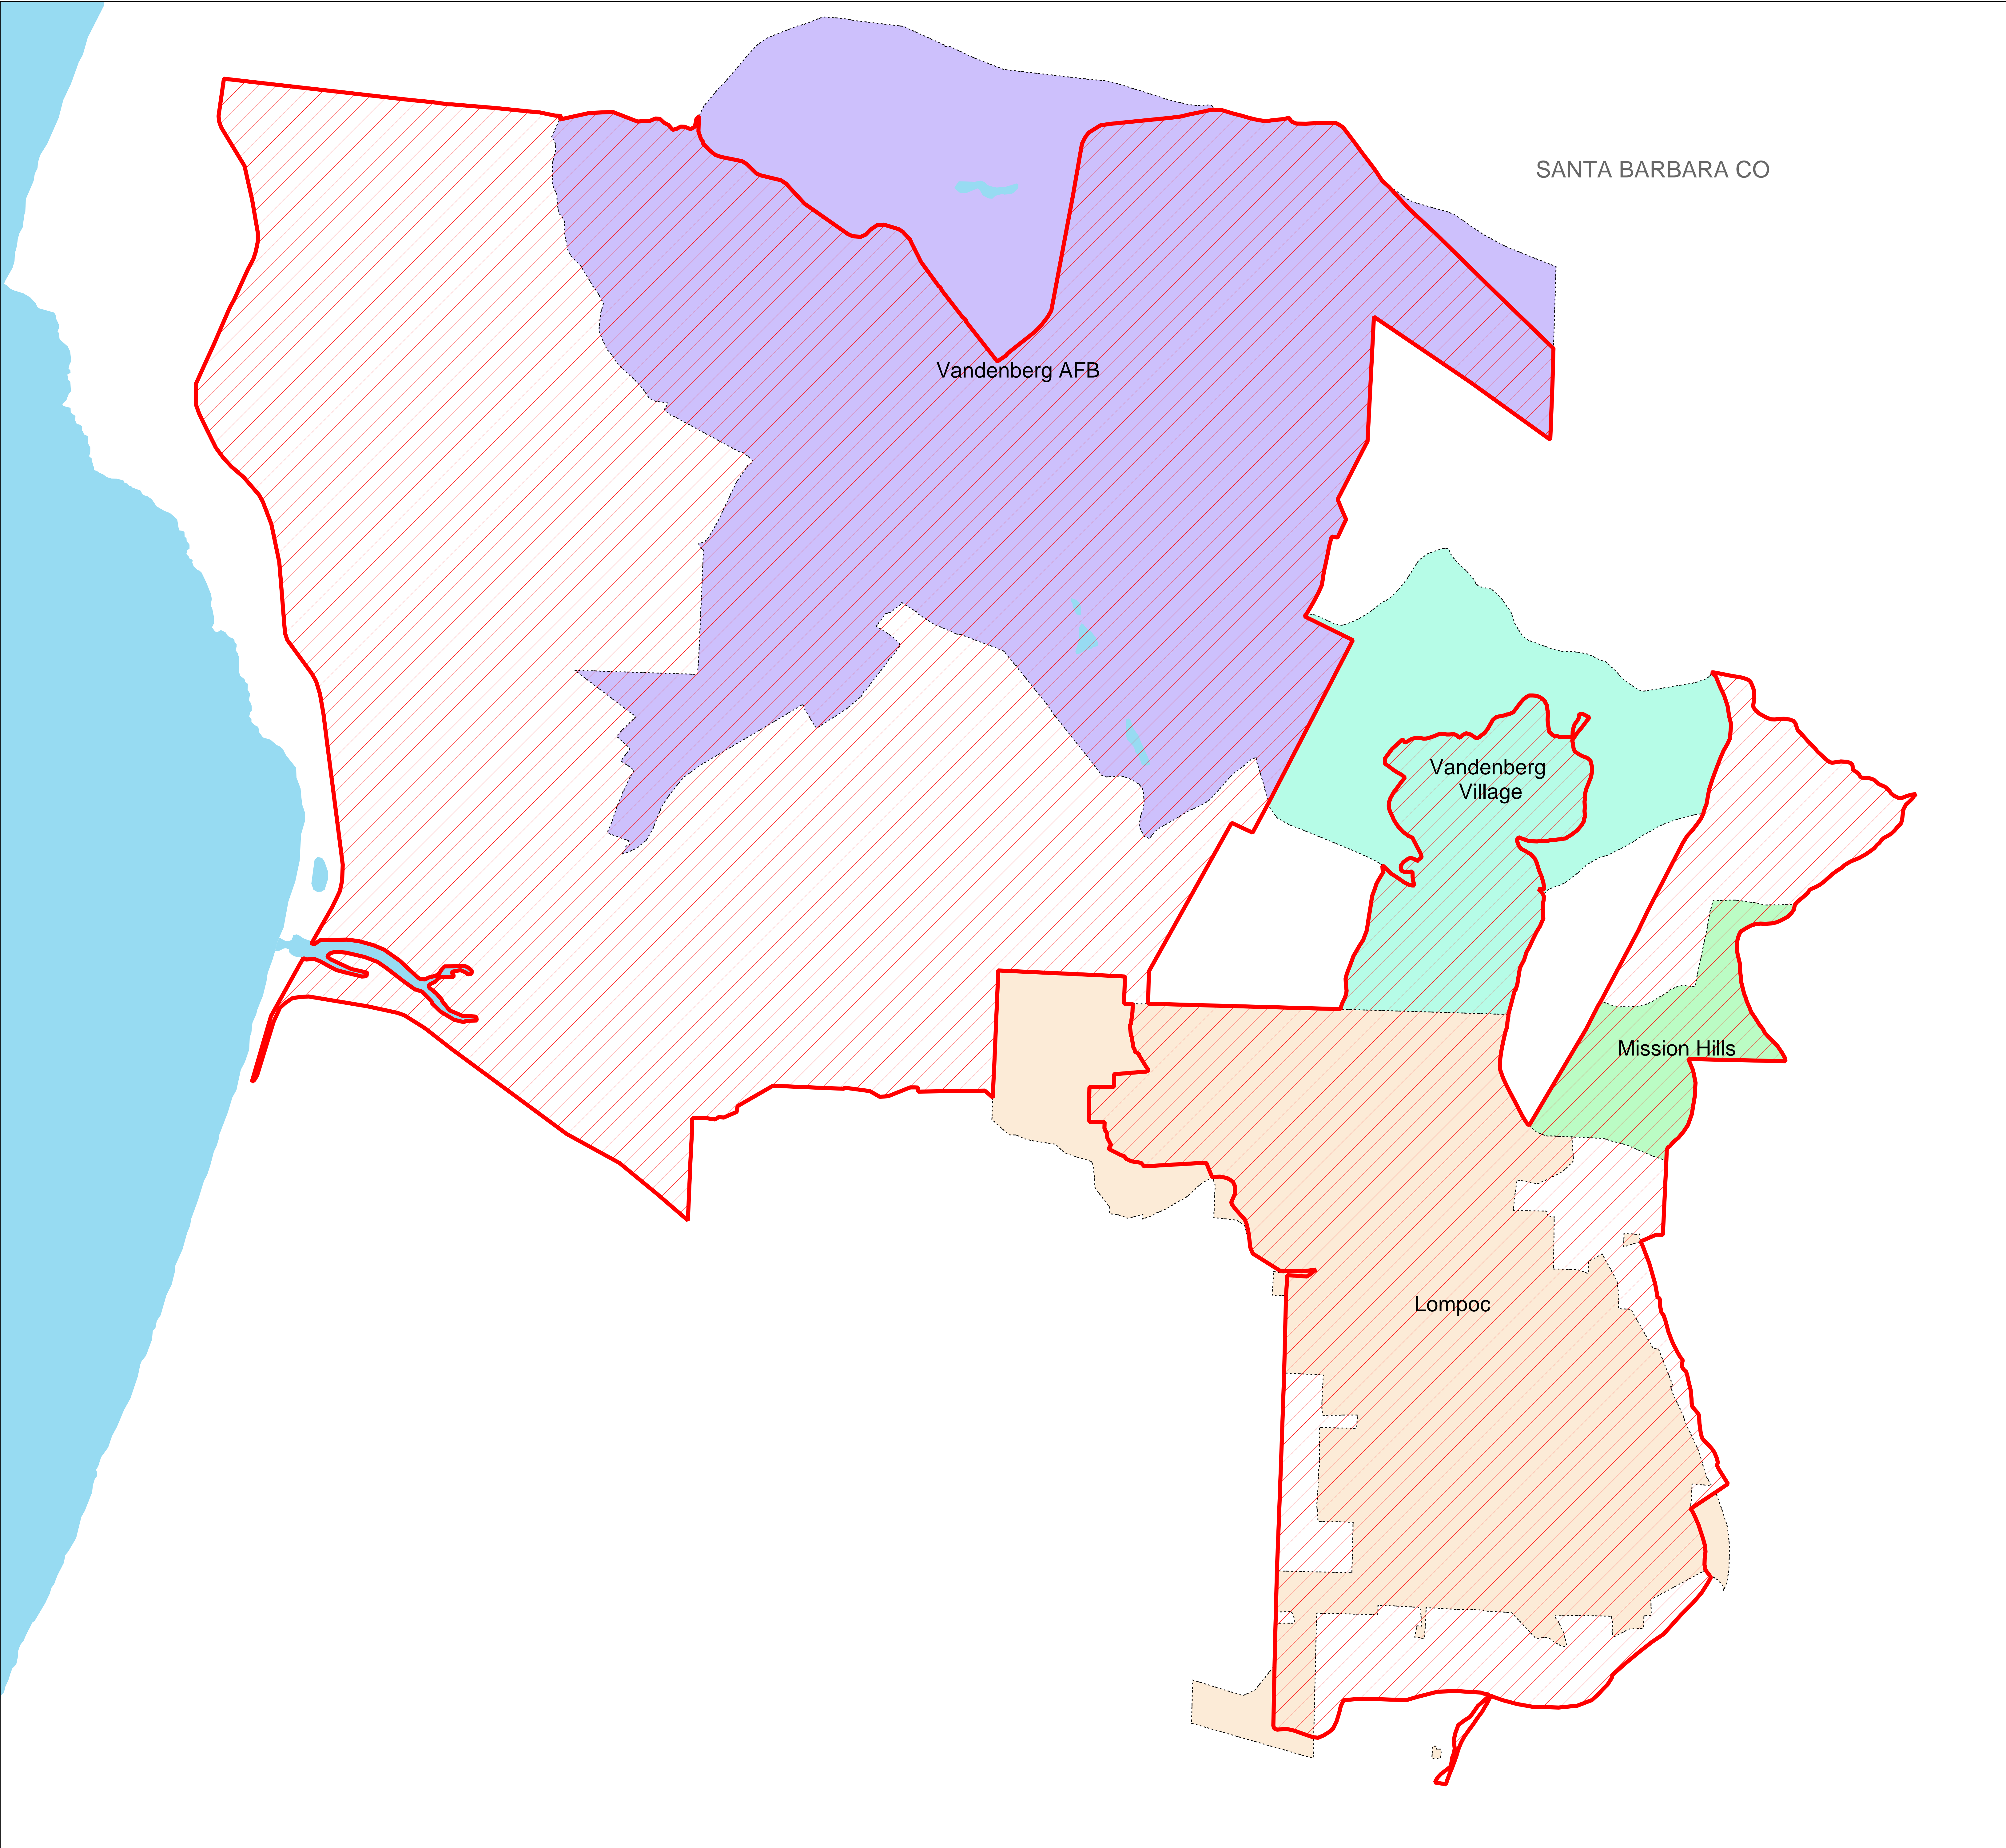 SANTA BARBARA CO
Vandenberg AFB
Vandenberg
Village
Mission Hills
Lompoc